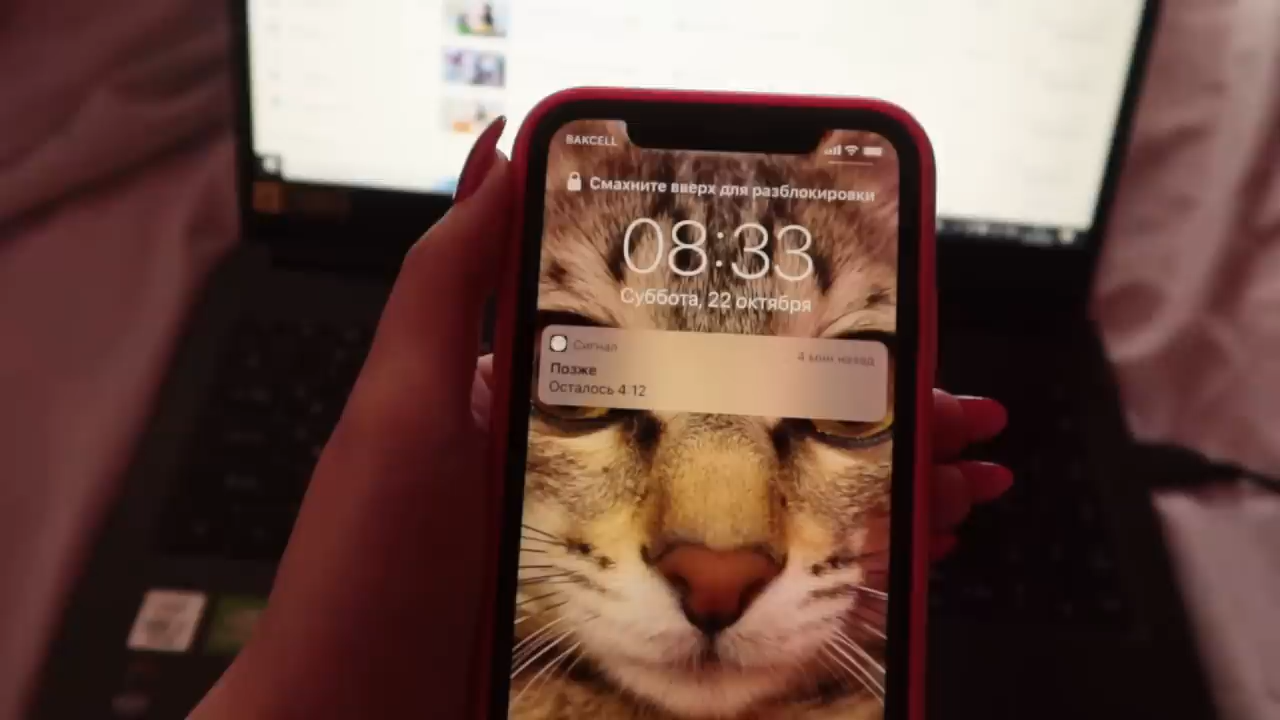 BAKCELL
Смахните вверх для разблокировки
08:33
Суббота, 22 октября
Сигнал
4 мин назад
Позже
Осталось 4:12